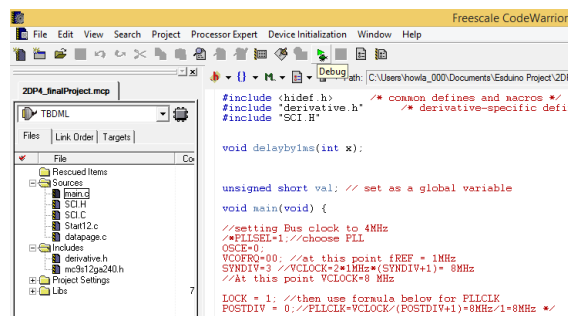 Freescale CodeWarrior
File Edit View Search Project Processor Expert Device Initialization Window Help
2DP4_finalProject.mcp
Path: C:\Users\howla_000\Documents\Esduino Project\2DP
Debug
TBDML
Files Link Order Targets
File Co
Rescued Items
Sources
main.c
SCI.H
SCI.C
Start12.c
datapage.c
Includes
derivative.h
mc9s12ga240.h
Project Settings
Libs 7
#include <hidef.h> /* common defines and macros */
#include "derivative.h" /* derivative-specific defi
#include "SCI.H"
void delayby1ms(int x);
unsigned short val; // set as a global variable
void main(void) {
//setting Bus clock to 4MHz
/*PLLSEL=1;//choose PLL
OSCE=0;
VCOFRQ=00; //at this point fREF = 1MHz
SYNDIV=3 //VCLOCK=2*1MHz*(SYNDIV+1)= 8MHz
//At this point VCLOCK=8 MHz
LOCK = 1; //then use formula below for PLLCLK
POSTDIV = 0;//PLLCLK=VCLOCK/(POSTDIV+1)=8MHz/1=8MHz */